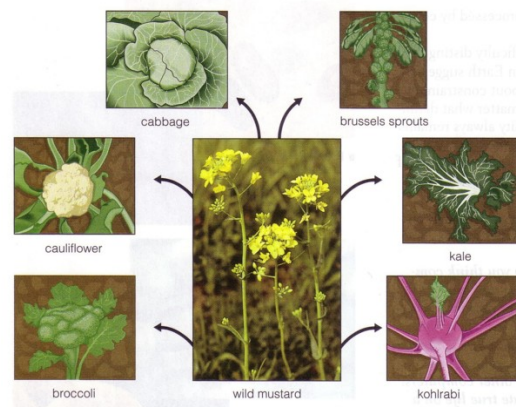 cabbage
brussels sprouts
cauliflower
kale
broccoli
wild mustard
kohlrabi